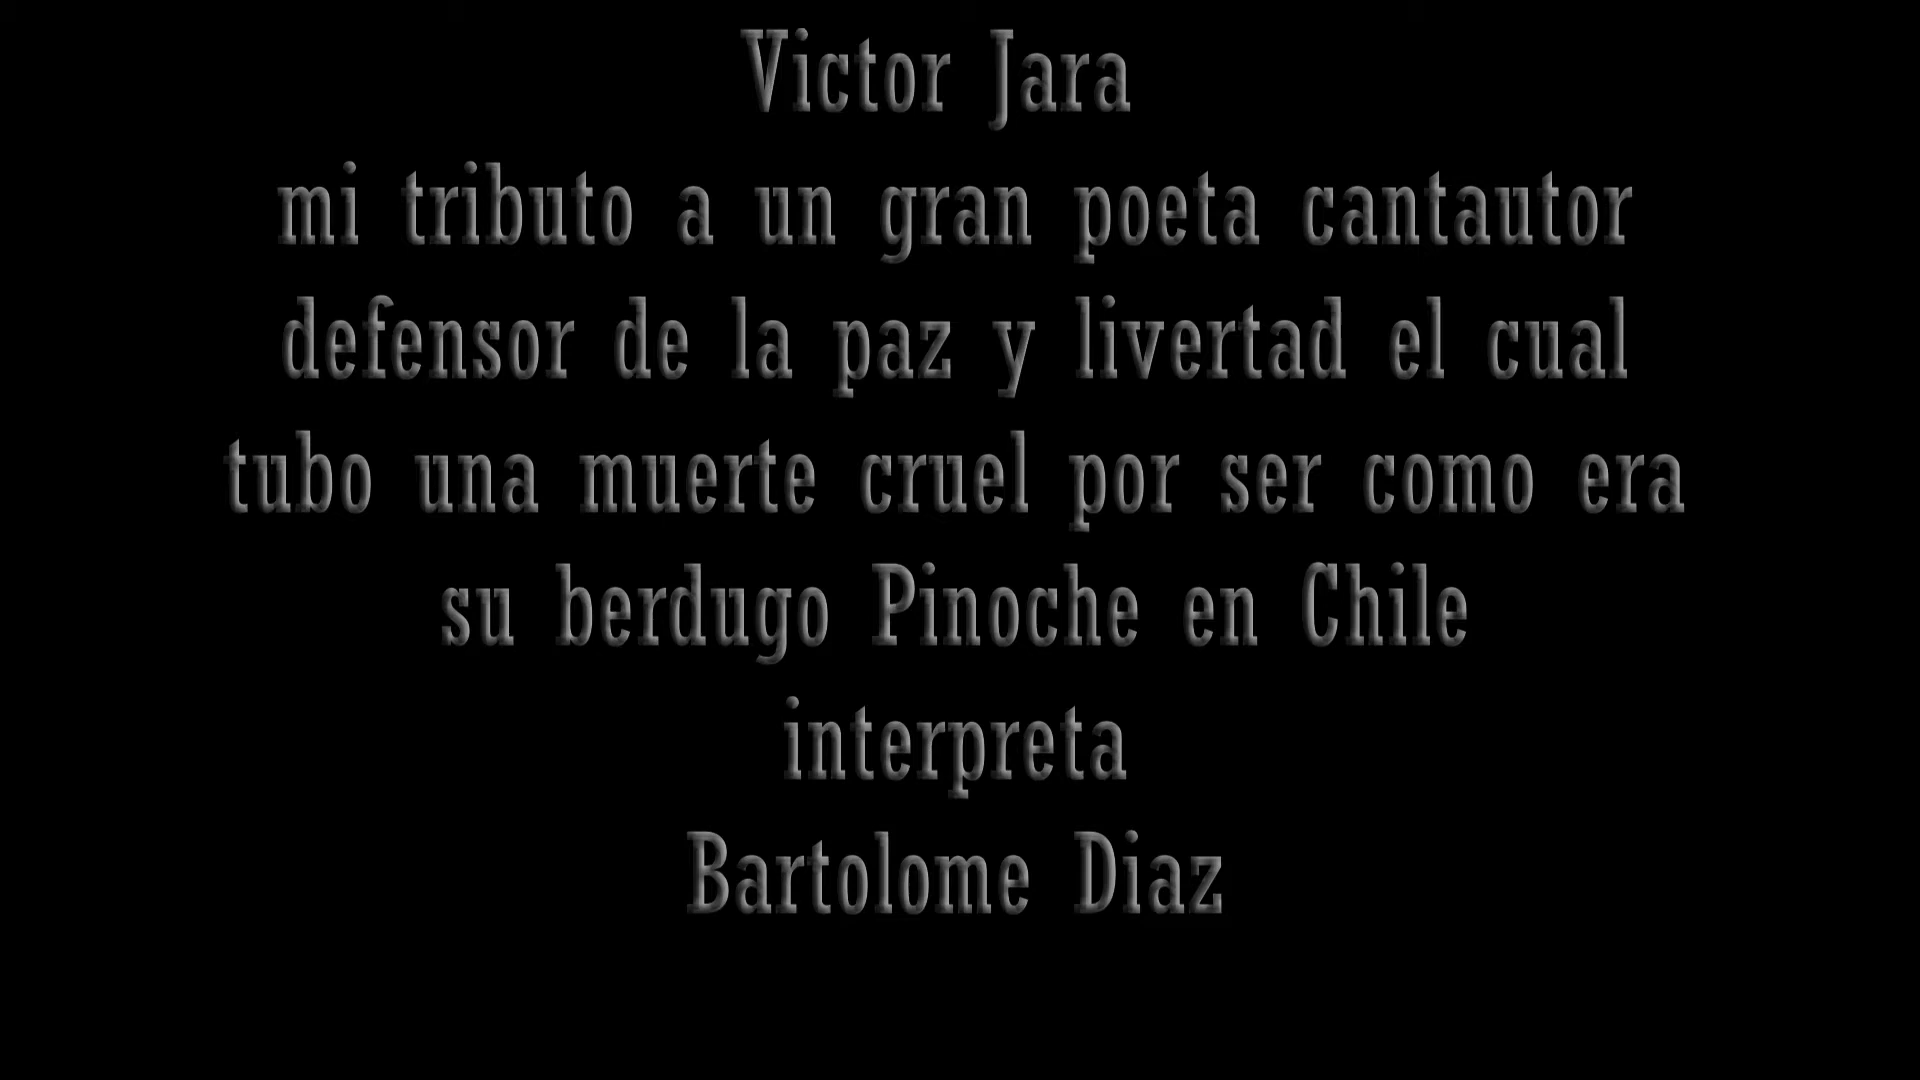 Victor Jara
mi tributo a un gran poeta cantautor
defensor de la paz y livertad el cual
tubo una muerte cruel por ser como era
su berdugo Pinoche en Chile
interpreta
Bartolome Diaz